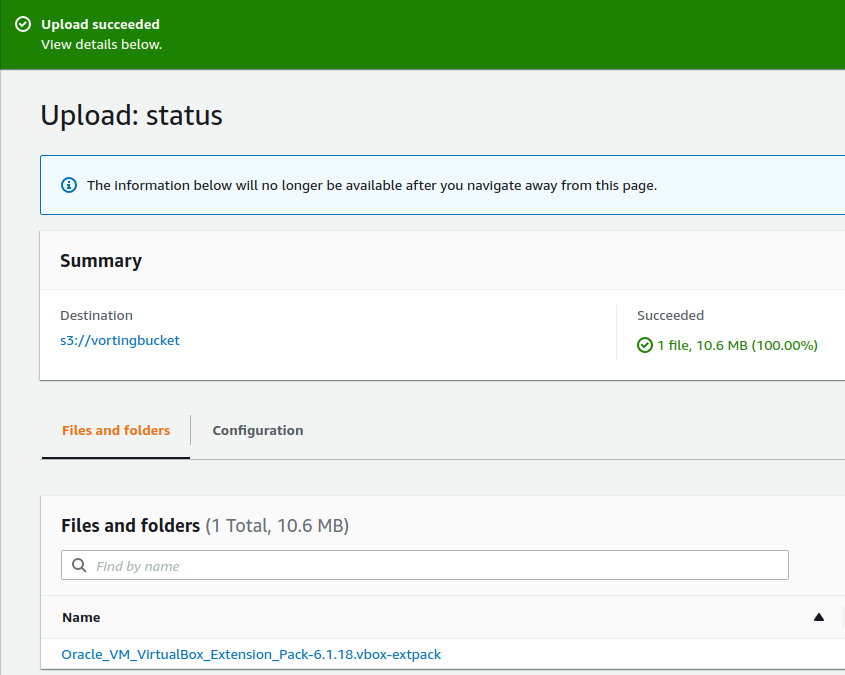 Upload succeeded
View details below.
Upload: status
The information below will no longer be available after you navigate away from this page.
Summary
Destination
s3://vortingbucket
Succeeded
1 file, 10.6 MB (100.00%)
Files and folders
Configuration
Files and folders (1 Total, 10.6 MB)
Find by name
Name
Oracle_VM_VirtualBox_Extension_Pack-6.1.18.vbox-extpack